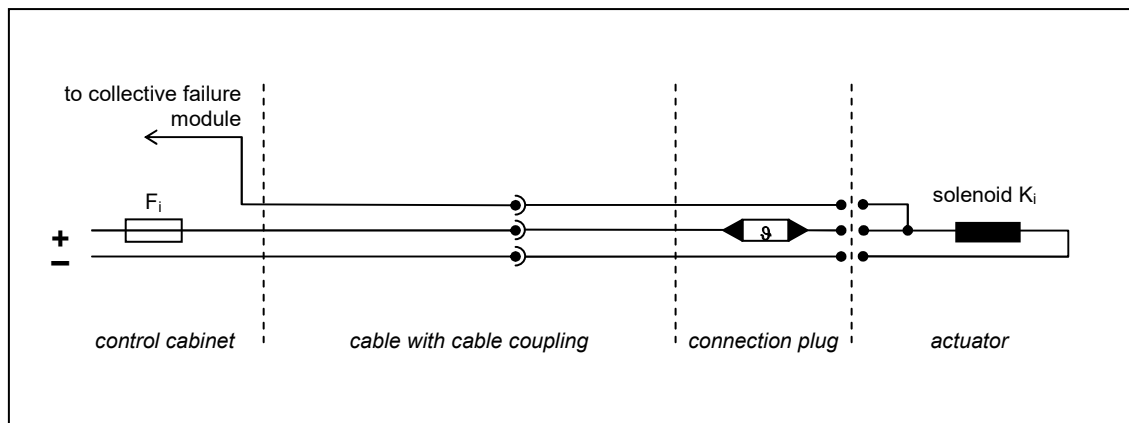 to collective failure
module
Fᵢ
solenoid Kᵢ
ϑ
+
−
control cabinet
cable with cable coupling
connection plug
actuator